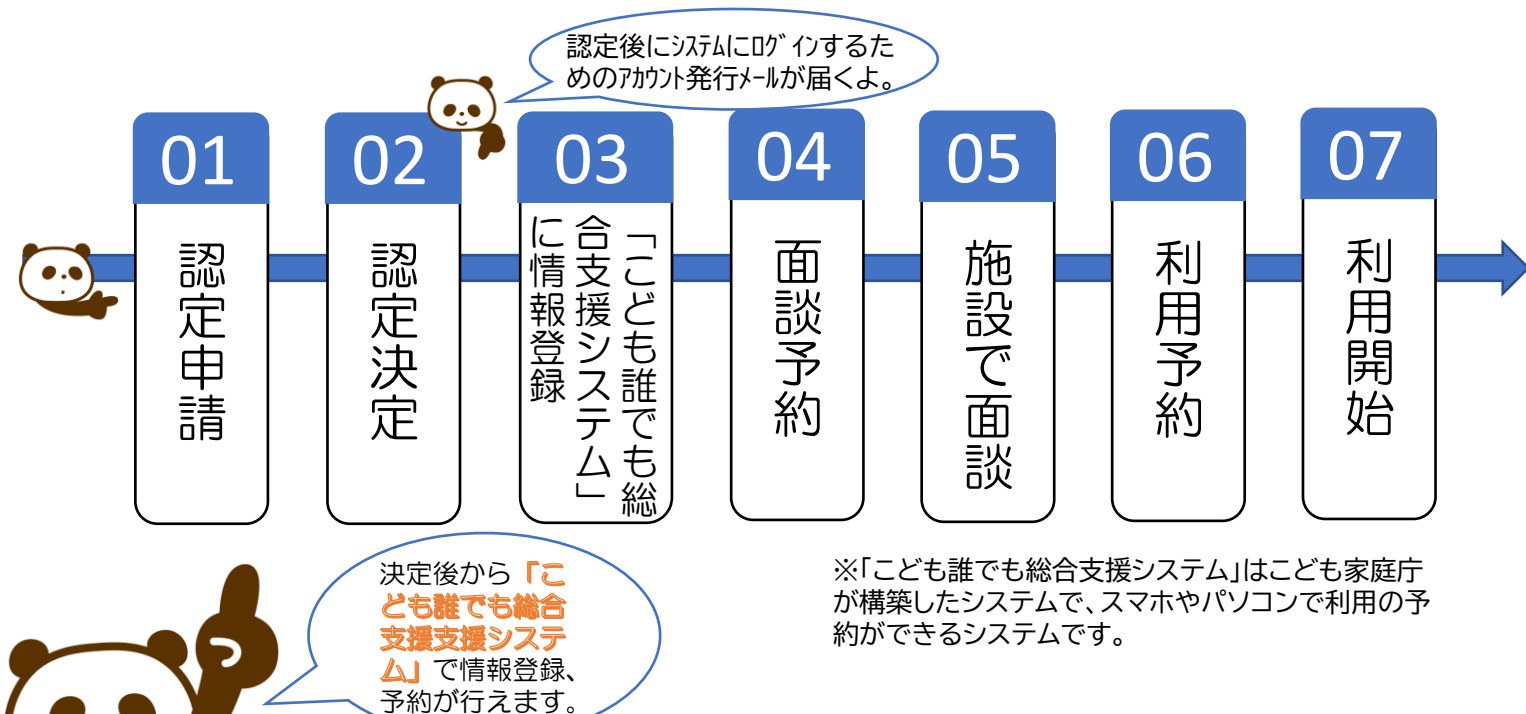 認定後にｼｽﾃﾑにﾛｸﾞｲﾝするた
めのｱｶｳﾝﾄ発行ﾒｰﾙが届くよ。
01
認定申請
02
認定決定
03
「こども誰でも総
合支援システム」
に情報登録
04
面談予約
05
施設で面談
06
利用予約
07
利用開始
決定後から「こ
ども誰でも総合
支援支援システ
ム」で情報登録、
予約が行えます。
※「こども誰でも総合支援システム」はこども家庭庁
が構築したシステムで、スマホやパソコンで利用の予
約ができるシステムです。